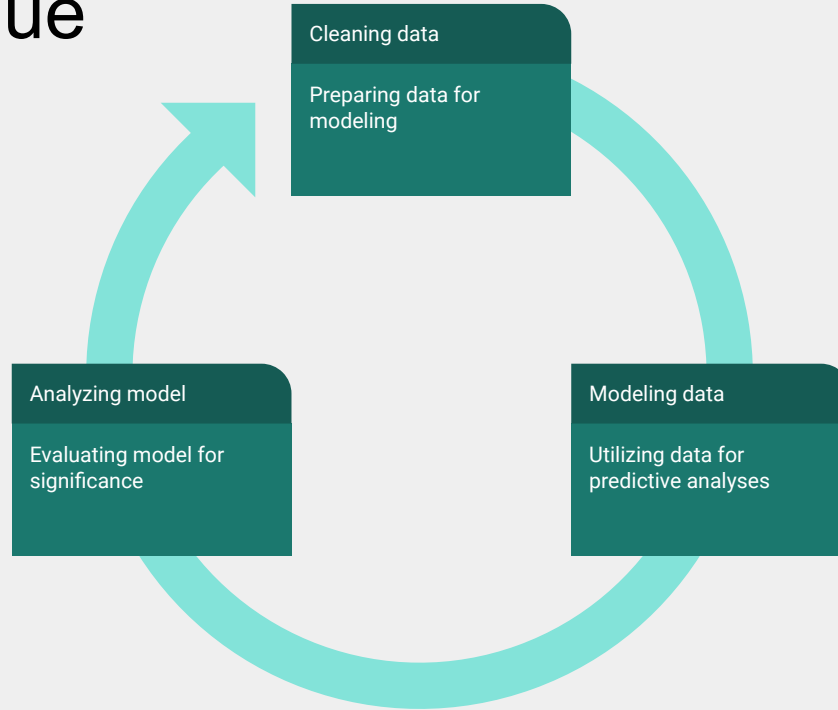 ue
Cleaning data
Preparing data for
modeling
Analyzing model
Evaluating model for
significance
Modeling data
Utilizing data for
predictive analyses